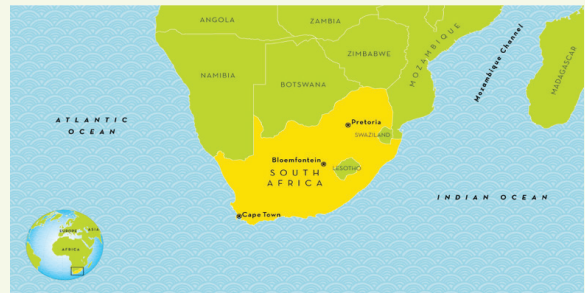 ANGOLA
ZAMBIA
ZIMBABWE
MOZAMBIQUE
Mozambique Channel
MADAGASCAR
NAMIBIA
BOTSWANA
ATLANTIC
OCEAN
Pretoria
SWAZILAND
Bloemfontein
LESOTHO
SOUTH
AFRICA
INDIAN OCEAN
Cape Town
EUROPE
ASIA
AFRICA